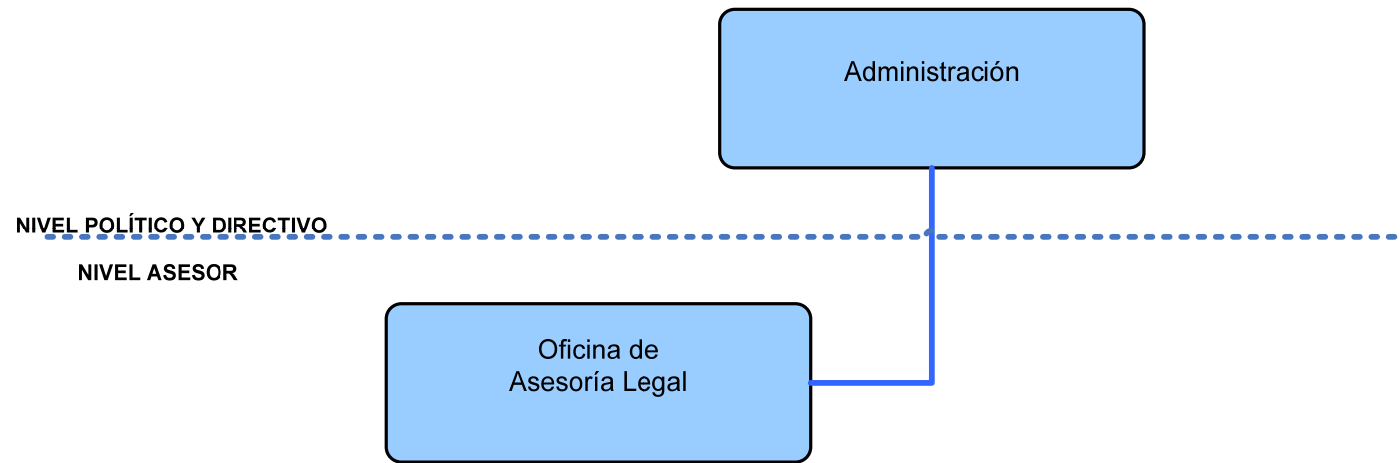 Administración
NIVEL POLÍTICO Y DIRECTIVO
NIVEL ASESOR
Oficina de
Asesoría Legal